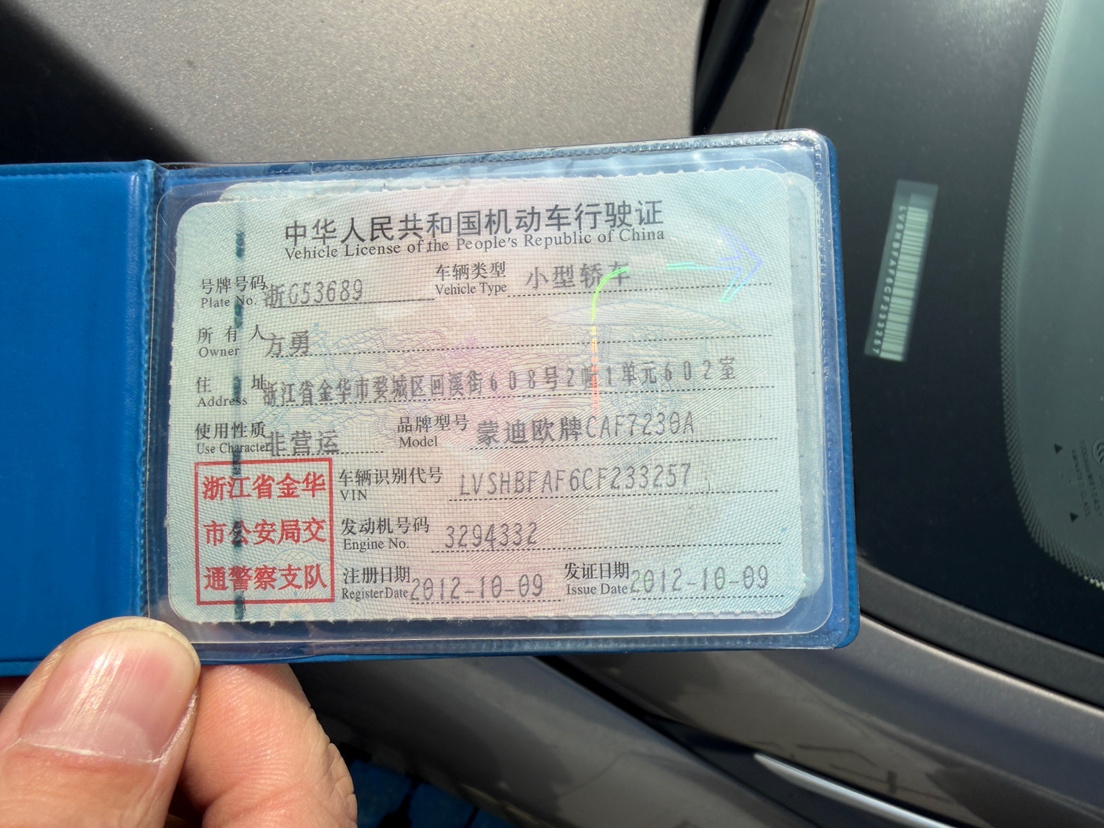 中华人民共和国机动车行驶证
Vehicle License of the People's Republic of China
号牌号码 浙G53689 车辆类型 小型轿车
Plate No. Vehicle Type
所有人 方勇
Owner
住址 浙江省金华市婺城区回溪街608号2幢1单元602室
Address
使用性质 非营运 品牌型号 蒙迪欧牌CAF7230A
Use Character Model
浙江省金华
市公安局交
通警察支队
车辆识别代号 LVSHBFAF6CF233257
VIN
发动机号码 3294332
Engine No.
注册日期 2012-10-09 发证日期 2012-10-09
Register Date Issue Date
LVSHBFAF6CF233257